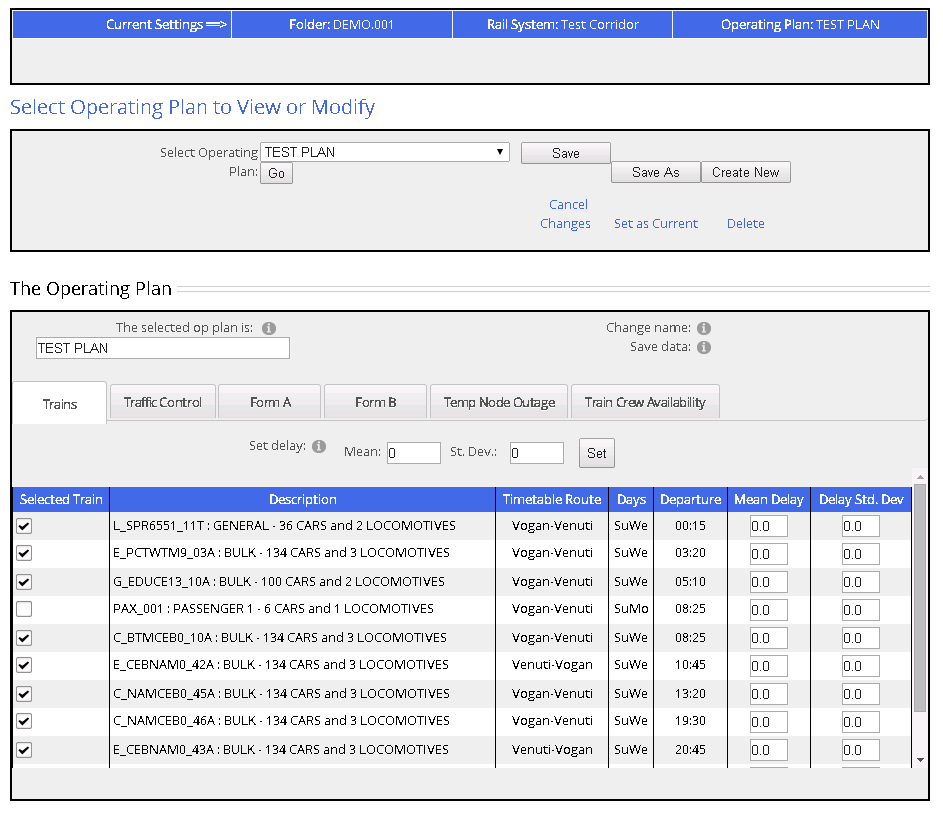 Current Settings ==> Folder: DEMO.001 Rail System: Test Corridor Operating Plan: TEST PLAN
Select Operating Plan to View or Modify
Select Operating Plan: TEST PLAN Save
Go Save As Create New
Cancel Changes Set as Current Delete
The Operating Plan
The selected op plan is: Change name:
TEST PLAN Save data:
Trains Traffic Control Form A Form B Temp Node Outage Train Crew Availability
Set delay: Mean: 0 St. Dev.: 0 Set
Selected Train Description Timetable Route Days Departure Mean Delay Delay Std. Dev
L_SPR6551_11T : GENERAL - 36 CARS and 2 LOCOMOTIVES Vogan-Venuti SuWe 00:15 0.0 0.0
E_PCTWTM9_03A : BULK - 134 CARS and 3 LOCOMOTIVES Vogan-Venuti SuWe 03:20 0.0 0.0
G_EDUCE13_10A : BULK - 100 CARS and 2 LOCOMOTIVES Vogan-Venuti SuWe 05:10 0.0 0.0
PAX_001 : PASSENGER 1 - 6 CARS and 1 LOCOMOTIVES Vogan-Venuti SuMo 08:25 0.0 0.0
C_BTMCEB0_10A : BULK - 134 CARS and 3 LOCOMOTIVES Vogan-Venuti SuWe 08:25 0.0 0.0
E_CEBNAM0_42A : BULK - 134 CARS and 3 LOCOMOTIVES Venuti-Vogan SuWe 10:45 0.0 0.0
C_NAMCEB0_45A : BULK - 134 CARS and 3 LOCOMOTIVES Vogan-Venuti SuWe 13:20 0.0 0.0
C_NAMCEB0_46A : BULK - 134 CARS and 3 LOCOMOTIVES Vogan-Venuti SuWe 19:30 0.0 0.0
E_CEBNAM0_43A : BULK - 134 CARS and 3 LOCOMOTIVES Venuti-Vogan SuWe 20:45 0.0 0.0